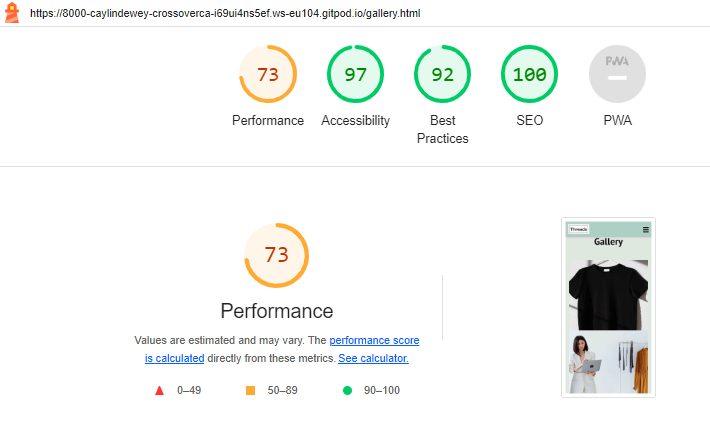 https://8000-caylindewey-crossoverca-i69ui4ns5ef.ws-eu104.gitpod.io/gallery.html
73
97
92
100
PWA
Performance
Accessibility
Best
Practices
SEO
PWA
73
Performance
Values are estimated and may vary. The performance score
is calculated directly from these metrics. See calculator.
0–49
50–89
90–100
Threads
Gallery